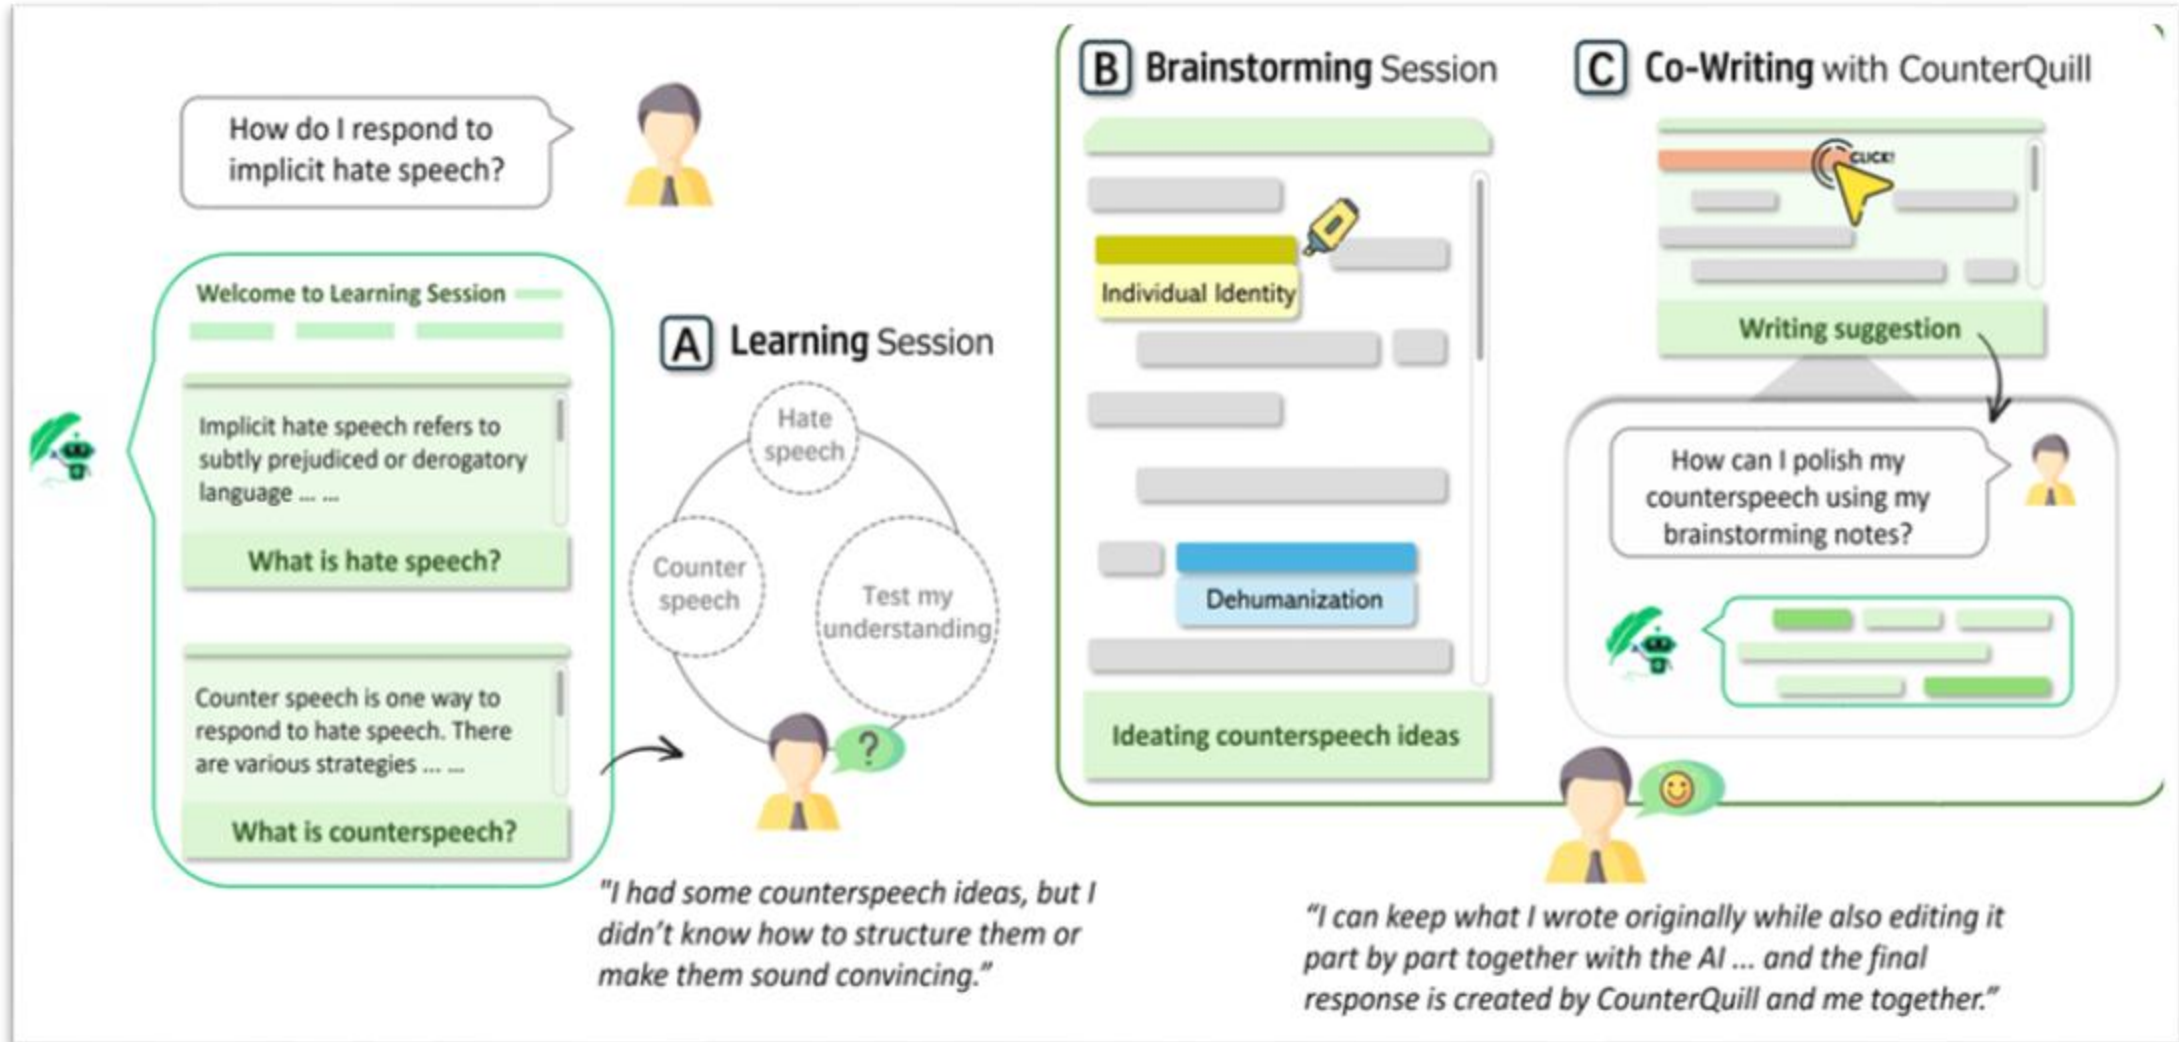 How do I respond to
implicit hate speech?
Welcome to Learning Session
Implicit hate speech refers to
subtly prejudiced or derogatory
language ... ...
What is hate speech?
Counter speech is one way to
respond to hate speech. There
are various strategies ... ...
What is counterspeech?
A Learning Session
Hate
speech
Counter
speech
Test my
understanding
?
"I had some counterspeech ideas, but I
didn't know how to structure them or
make them sound convincing.”
B Brainstorming Session
Individual Identity
Dehumanization
Ideating counterspeech ideas
C Co-Writing with CounterQuill
CLICK!
Writing suggestion
How can I polish my
counterspeech using my
brainstorming notes?
“I can keep what I wrote originally while also editing it
part by part together with the AI ... and the final
response is created by CounterQuill and me together.”